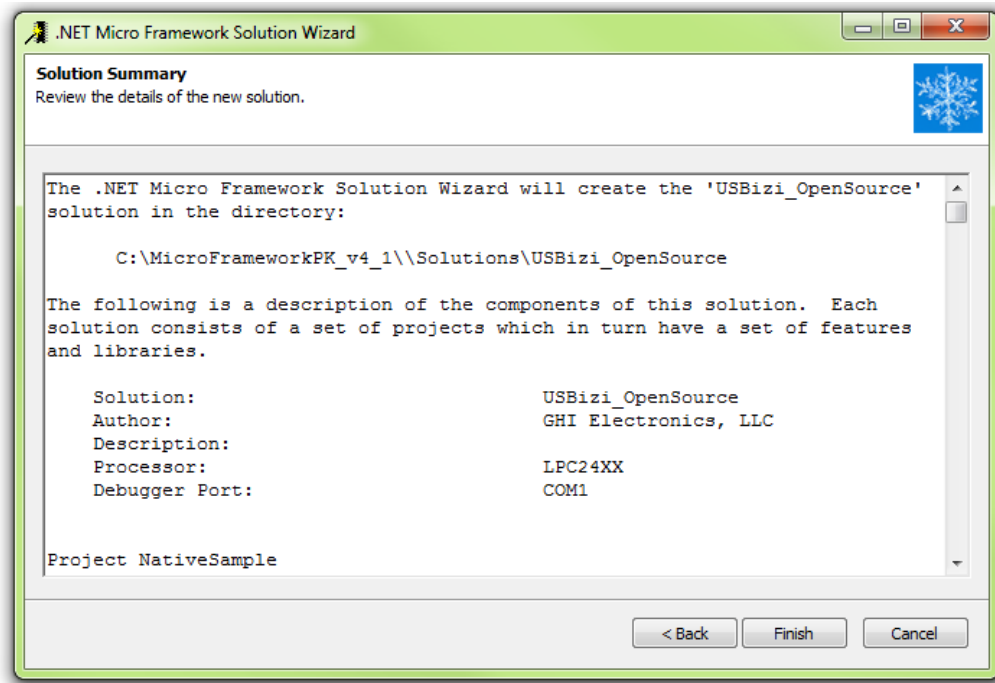 .NET Micro Framework Solution Wizard
Solution Summary
Review the details of the new solution.
The .NET Micro Framework Solution Wizard will create the 'USBizi_OpenSource'
solution in the directory:
C:\MicroFrameworkPK_v4_1\\Solutions\USBizi_OpenSource
The following is a description of the components of this solution.  Each
solution consists of a set of projects which in turn have a set of features
and libraries.
Solution: USBizi_OpenSource
Author: GHI Electronics, LLC
Description:
Processor: LPC24XX
Debugger Port: COM1
Project NativeSample
< Back Finish Cancel